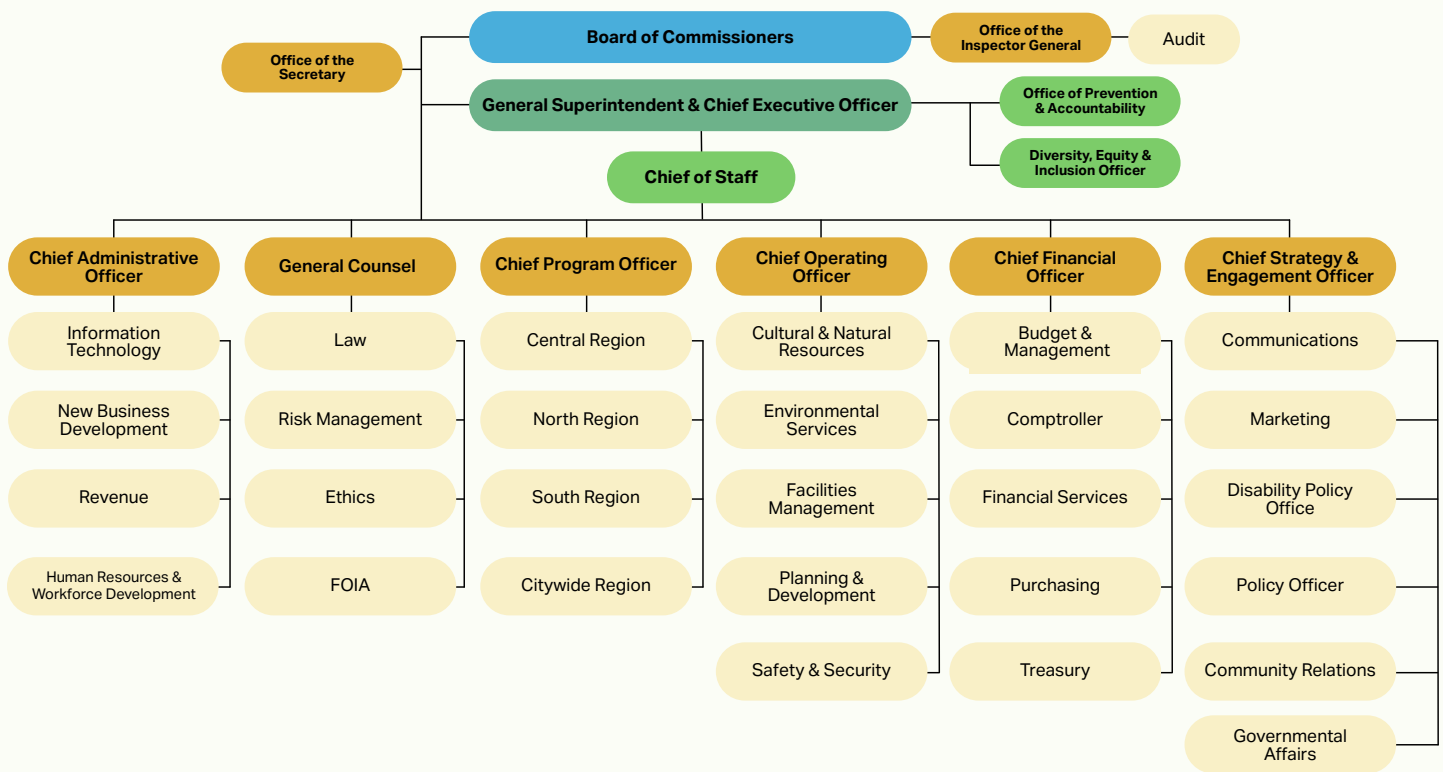 Board of Commissioners
Office of the
Inspector General
Audit
Office of the
Secretary
General Superintendent & Chief Executive Officer
Office of Prevention
& Accountability
Diversity, Equity &
Inclusion Officer
Chief of Staff
Chief Administrative
Officer
General Counsel
Chief Program Officer
Chief Operating
Officer
Chief Financial
Officer
Chief Strategy &
Engagement Officer
Information
Technology
Law
Central Region
Cultural & Natural
Resources
Budget &
Management
Communications
New Business
Development
Risk Management
North Region
Environmental
Services
Comptroller
Marketing
Revenue
Ethics
South Region
Facilities
Management
Financial Services
Disability Policy
Office
Human Resources &
Workforce Development
FOIA
Citywide Region
Planning &
Development
Purchasing
Policy Officer
Safety & Security
Treasury
Community Relations
Governmental
Affairs